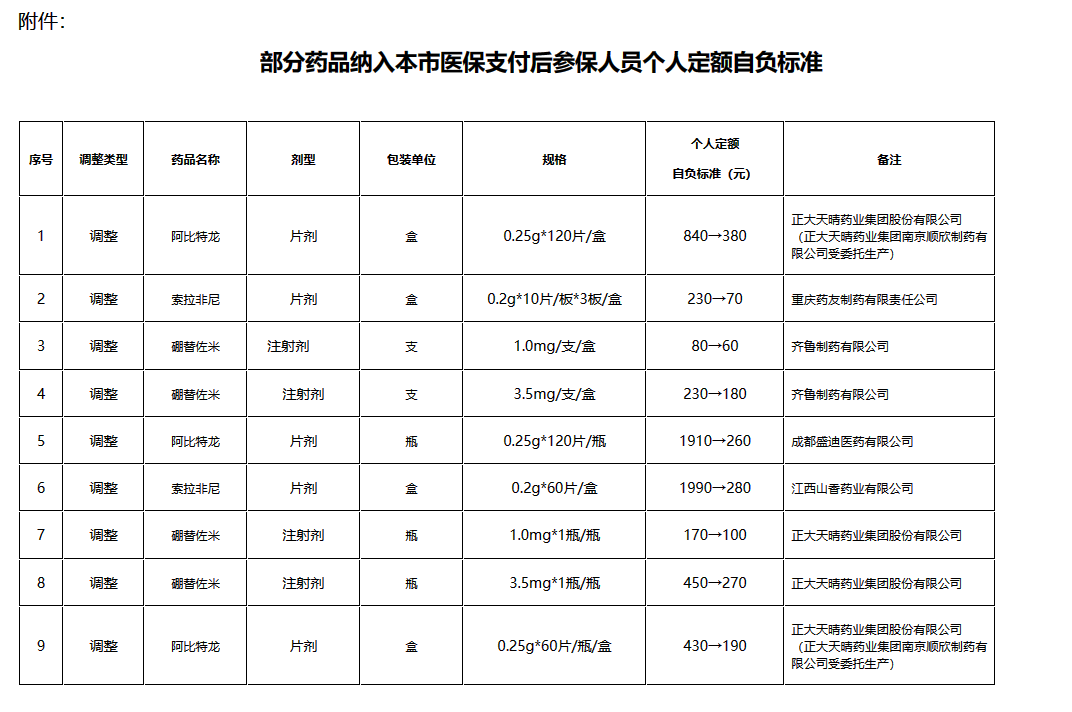 附件：
部分药品纳入本市医保支付后参保人员个人定额自负标准
序号 调整类型 药品名称 剂型 包装单位 规格 个人定额 自负标准（元） 备注
1 调整 阿比特龙 片剂 盒 0.25g*120片/盒 840→380 正大天晴药业集团股份有限公司
（正大天晴药业集团南京顺欣制药有
限公司受委托生产）
2 调整 索拉非尼 片剂 盒 0.2g*10片/板*3板/盒 230→70 重庆药友制药有限责任公司
3 调整 硼替佐米 注射剂 支 1.0mg/支/盒 80→60 齐鲁制药有限公司
4 调整 硼替佐米 注射剂 支 3.5mg/支/盒 230→180 齐鲁制药有限公司
5 调整 阿比特龙 片剂 瓶 0.25g*120片/瓶 1910→260 成都盛迪医药有限公司
6 调整 索拉非尼 片剂 盒 0.2g*60片/盒 1990→280 江西山香药业有限公司
7 调整 硼替佐米 注射剂 瓶 1.0mg*1瓶/瓶 170→100 正大天晴药业集团股份有限公司
8 调整 硼替佐米 注射剂 瓶 3.5mg*1瓶/瓶 450→270 正大天晴药业集团股份有限公司
9 调整 阿比特龙 片剂 盒 0.25g*60片/瓶/盒 430→190 正大天晴药业集团股份有限公司
（正大天晴药业集团南京顺欣制药有
限公司受委托生产）